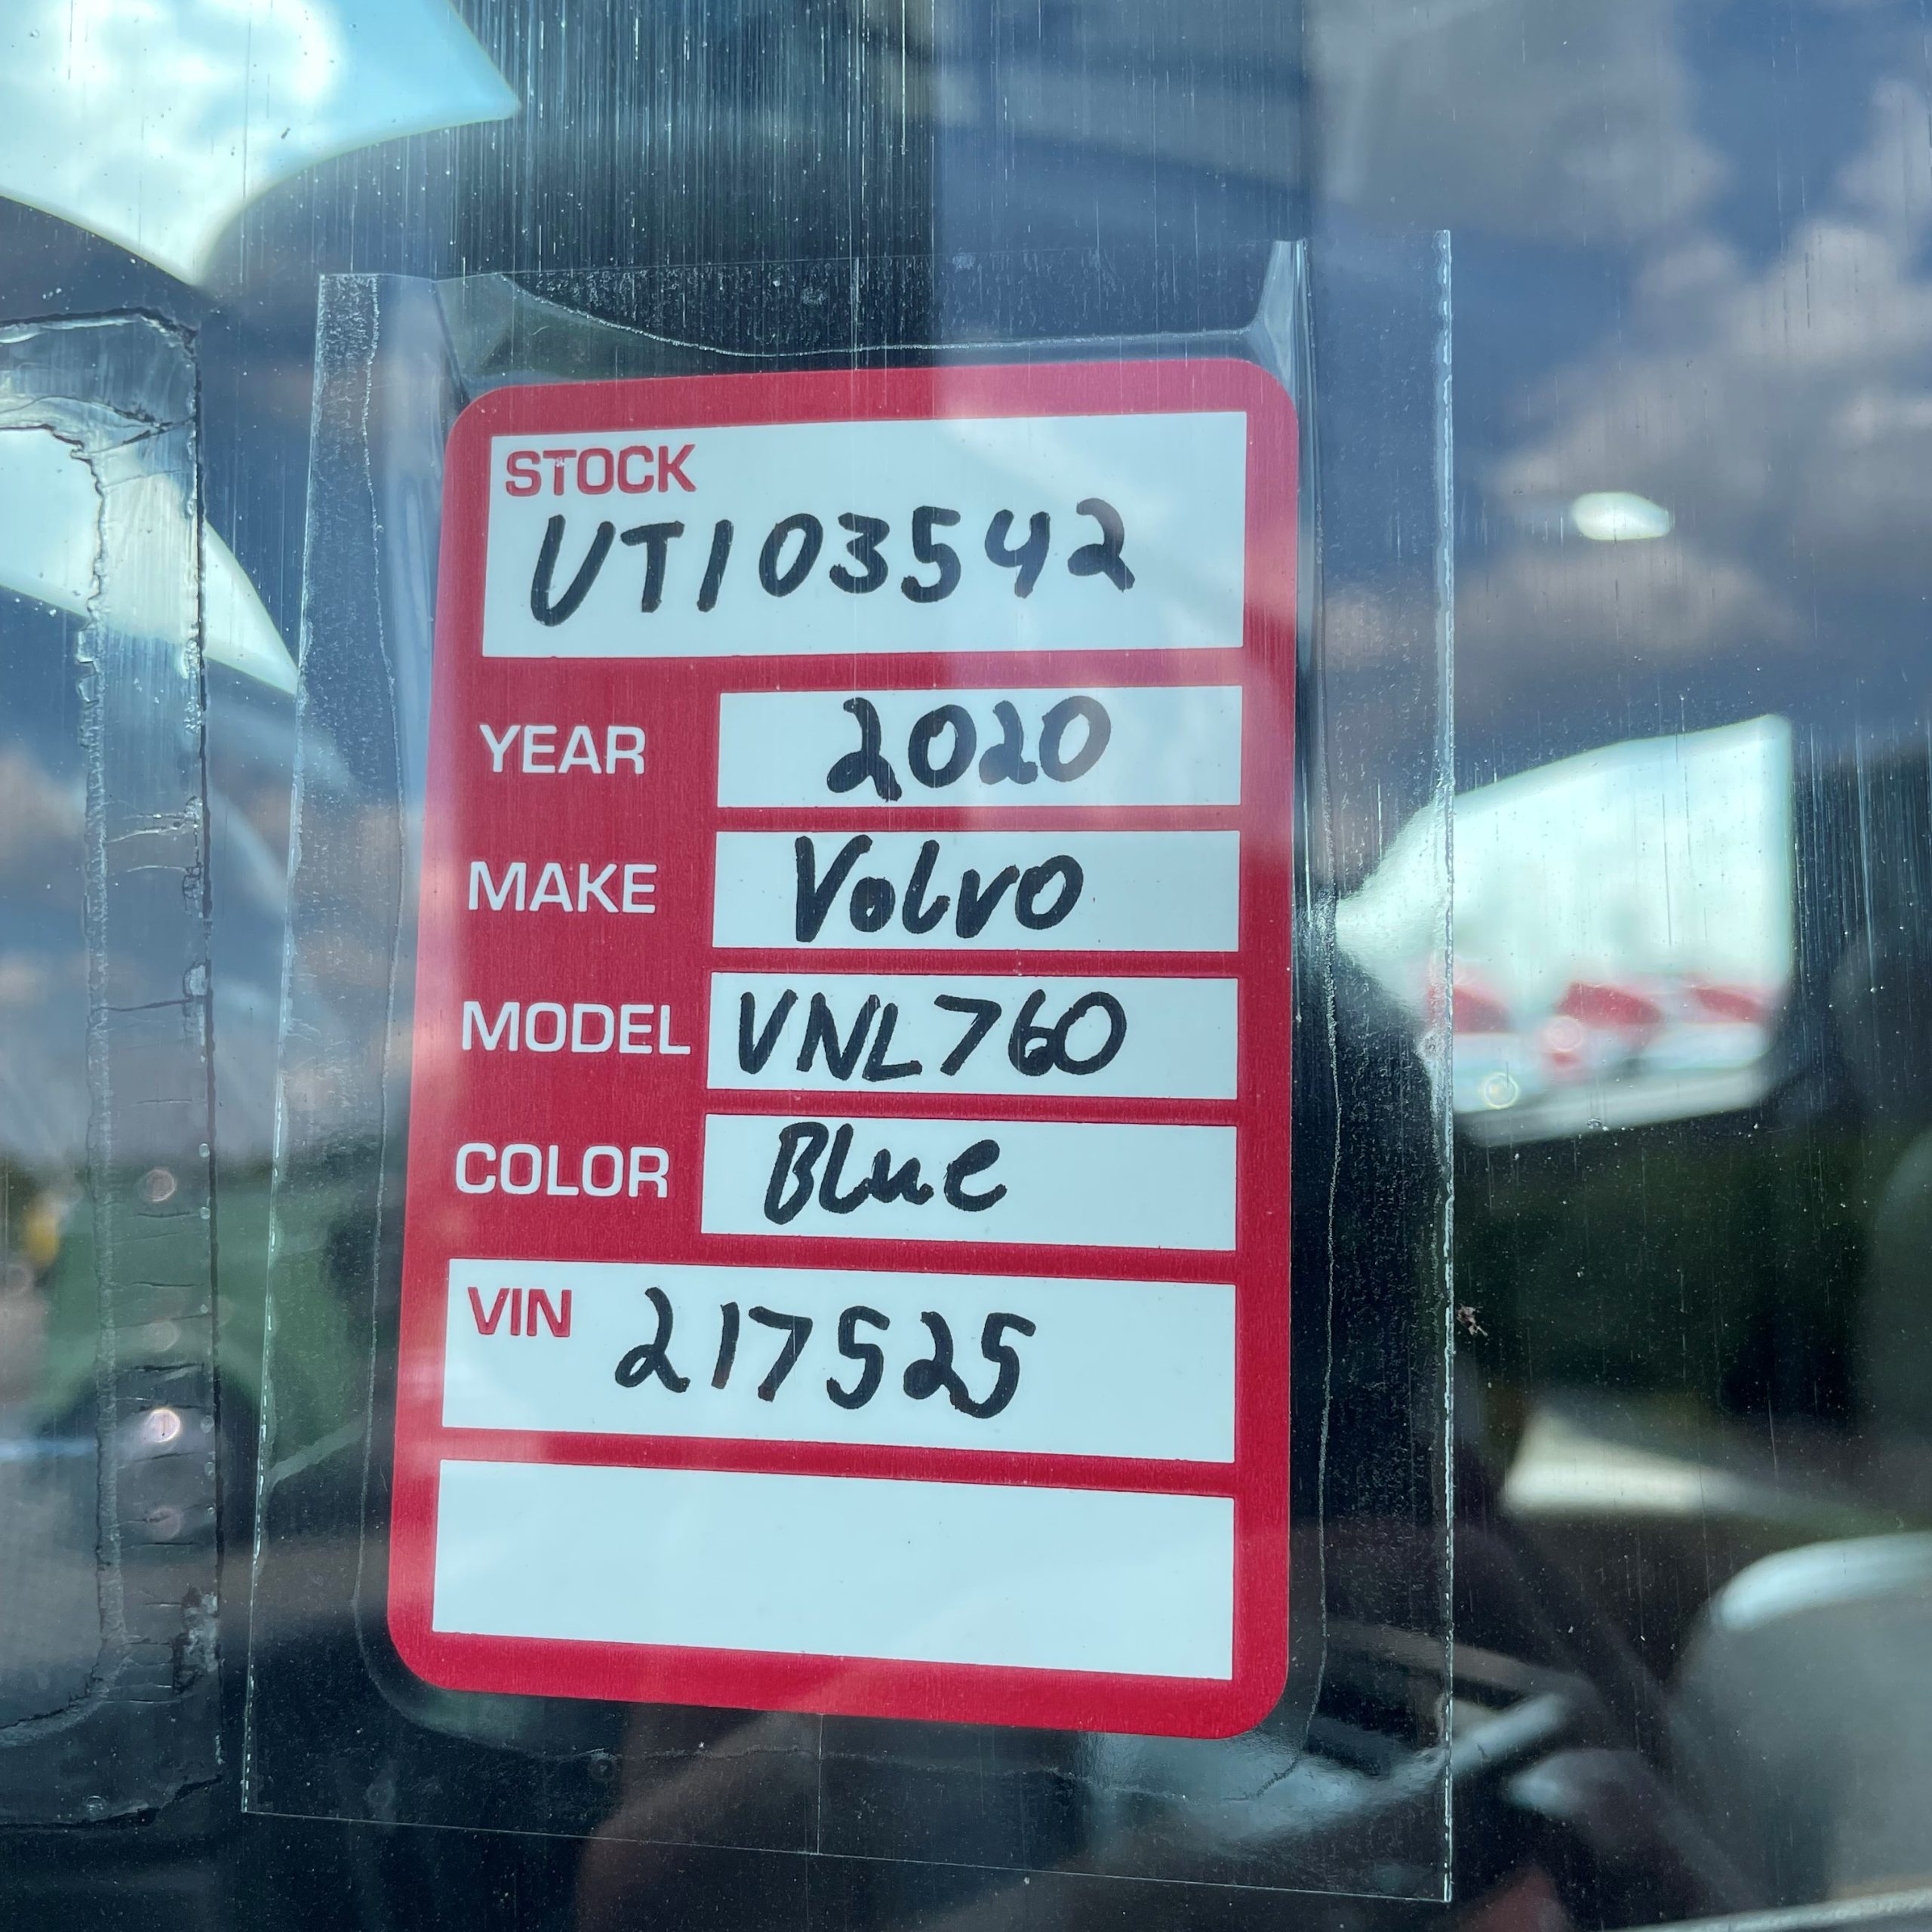 STOCK
UT103542
YEAR 2020
MAKE Volvo
MODEL VNL760
COLOR Blue
VIN 217525